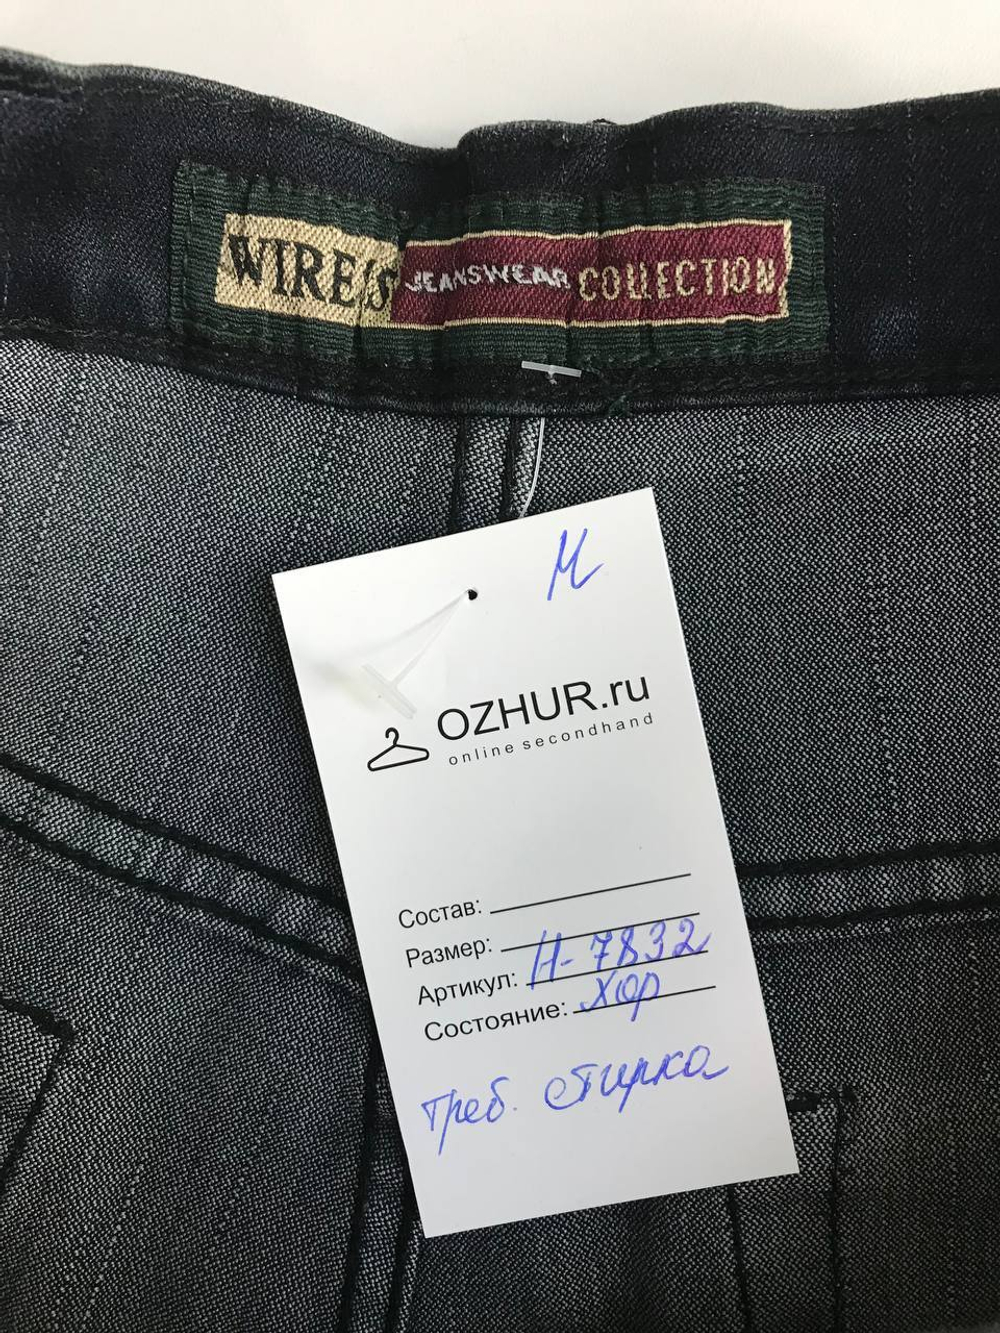 WIRE(S) JEANSWEAR COLLECTION
М
OZHUR.ru
online secondhand
Состав:
Размер:
Артикул: Н-7832
Состояние: хор
треб. стирка